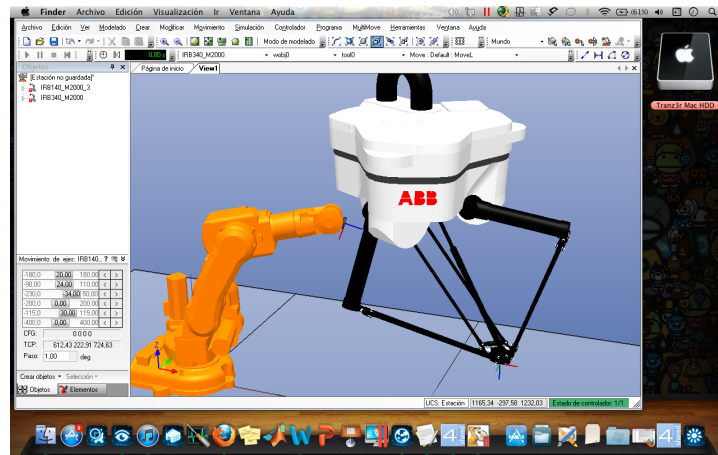 Finder Archivo Edición Visualización Ir Ventana Ayuda (61%)
Archivo Edición Ver Modelado Crear Modificar Movimiento Simulación Controlador Programa MultiMove Herramientas Ventana Ayuda
Modo de modelado Mundo
0.00 s IRB340_M2000 wobj0 tool0 Move : Default : MoveL
Objetos
Página de inicio View1
[Estación no guardada]*
IRB140_M2000_3
IRB340_M2000
Tranz3r Mac HDD
ABB
Movimiento de ejes: IRB140...
-180,0 20,00 180,00 < >
-90,00 24,00 110,00 < >
-230,0 -34,00 50,00 < >
-200,0 0,00 200,00 < >
-115,0 30,00 115,00 < >
-400,0 0,00 400,00 < >
CFG: 0 0 0 0
TCP: 612,43 222,91 724,63
Paso: 1,00 deg
Z
X
Crear objetos Selección
Objetos Elementos
UCS: Estación 1165,34 -297,58 1232,03 Estado de controlador: 1/1